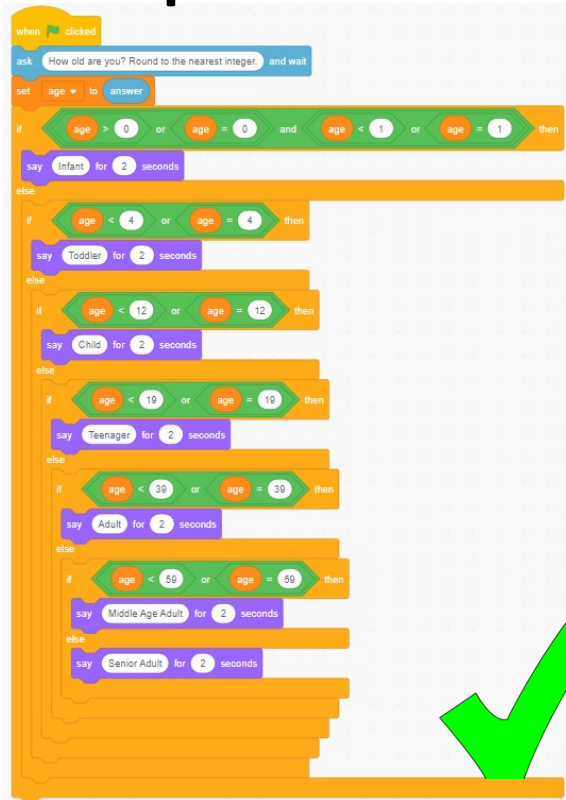 when clicked
ask How old are you? Round to the nearest integer. and wait
set age to answer
if age > 0 or age = 0 and age < 1 or age = 1 then
say Infant for 2 seconds
else
if age < 4 or age = 4 then
say Toddler for 2 seconds
else
if age < 12 or age = 12 then
say Child for 2 seconds
else
if age < 19 or age = 19 then
say Teenager for 2 seconds
else
if age < 39 or age = 39 then
say Adult for 2 seconds
else
if age < 59 or age = 59 then
say Middle Age Adult for 2 seconds
else
say Senior Adult for 2 seconds